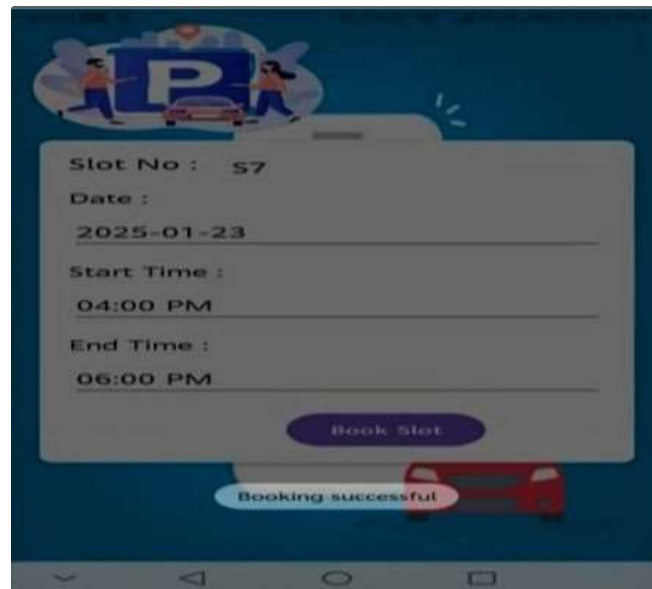 P
Slot No : S7
Date :
2025-01-23
Start Time :
04:00 PM
End Time :
06:00 PM
Book Slot
Booking successful